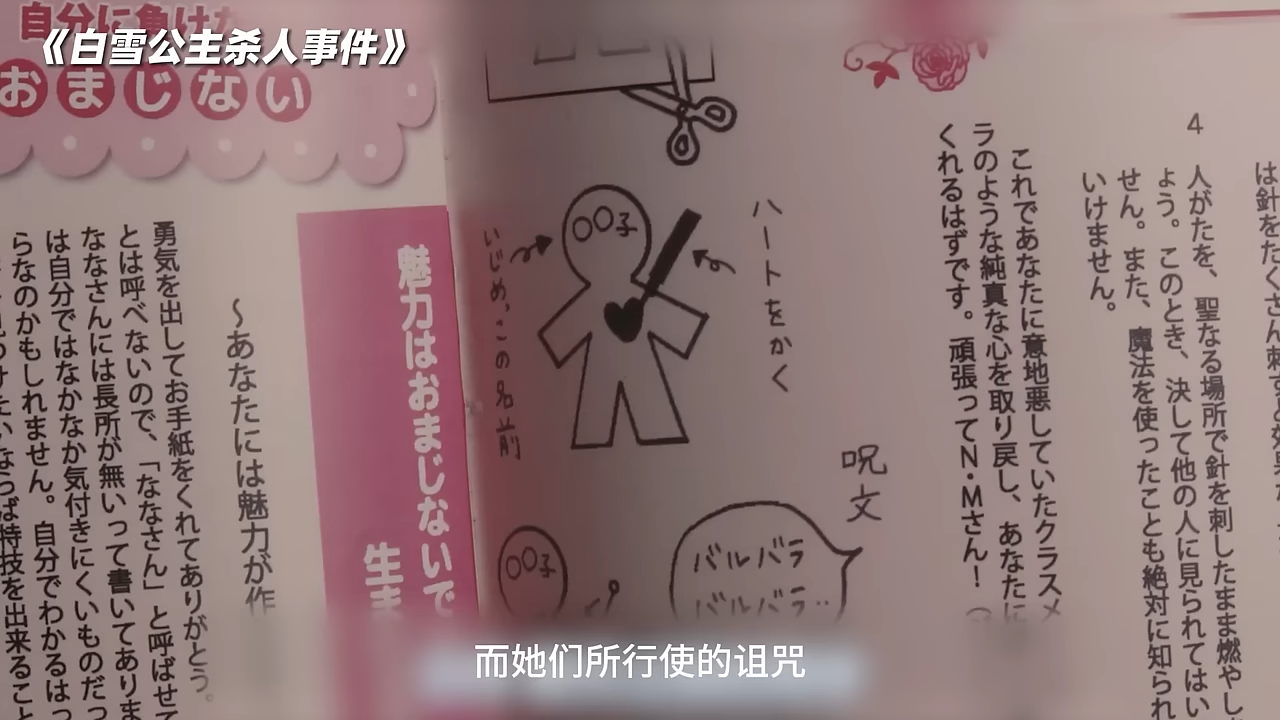 《白雪公主杀人事件》
自分に負けな
おまじない
は針をたくさん刺す
4 人がたを、聖なる場所で針を刺したまま燃やし
ょう。このとき、決して他の人に見られてはい
せん。また、魔法を使ったことも絶対に知られ
いけません。
これであなたに意地悪していたクラスメ
ラのような純真な心を取り戻し、あなたに
くれるはずです。頑張ってN・Mさん!
ハートをかく
〇〇子
いじめっこの名前
呪文
バルバラ
バルバラ‥
〇〇子
魅力はおまじないで
生ま
〜あなたには魅力が作
勇気を出してお手紙をくれてありがとう。
とは呼べないので、「ななさん」と呼ばせて
ななさんには長所が無いって書いてありま
は自分ではなかなか気付きにくいものだっ
らなのかもしれません。自分でわかるはっ
ならば特技を出来ること
而她们所行使的诅咒